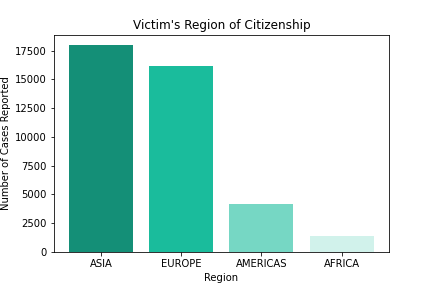 Victim's Region of Citizenship
Number of Cases Reported
17500
15000
12500
10000
7500
5000
2500
0
ASIA EUROPE AMERICAS AFRICA
Region